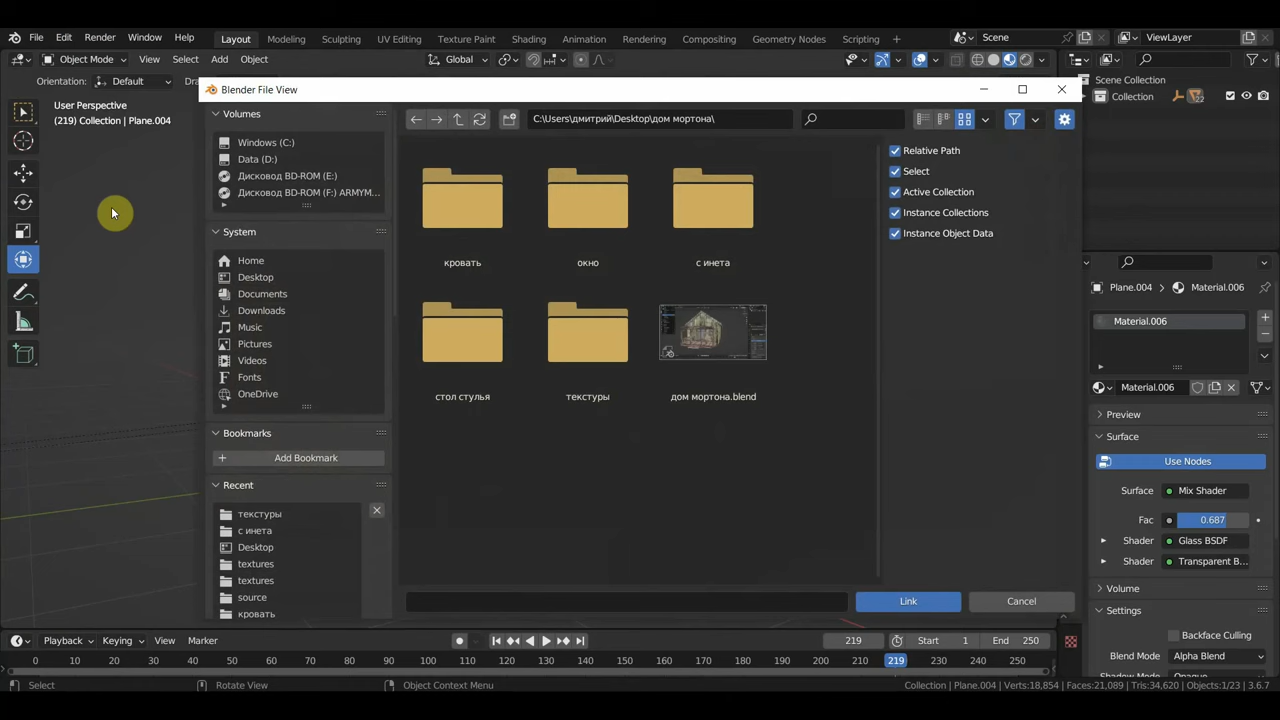 File Edit Render Window Help Layout Modeling Sculpting UV Editing Texture Paint Shading Animation Rendering Compositing Geometry Nodes Scripting + Scene ViewLayer
Object Mode View Select Add Object Global
Orientation: Default
User Perspective
(219) Collection | Plane.004
Blender File View
Volumes
Windows (C:)
Data (D:)
Дисковод BD-ROM (E:)
Дисковод BD-ROM (F:) ARMYM...
System
Home
Desktop
Documents
Downloads
Music
Pictures
Videos
Fonts
OneDrive
Bookmarks
Add Bookmark
Recent
текстуры
с инета
Desktop
textures
textures
source
кровать
C:\Users\дмитрий\Desktop\дом мортона\
кровать
окно
с инета
стол стулья
текстуры
дом мортона.blend
Relative Path
Select
Active Collection
Instance Collections
Instance Object Data
Link
Cancel
Scene Collection
Collection 22
Plane.004 > Material.006
Material.006
Material.006
Preview
Surface
Use Nodes
Surface Mix Shader
Fac 0.687
Shader Glass BSDF
Shader Transparent B...
Volume
Settings
Backface Culling
Blend Mode Alpha Blend
Playback Keying View Marker 219 Start 1 End 250
0 10 20 30 40 50 60 70 80 90 100 110 120 130 140 150 160 170 180 190 200 210 219 230 240 250
Select Rotate View Object Context Menu Collection | Plane.004 | Verts:18,854 | Faces:21,089 | Tris:34,620 | Objects:1/23 | 3.6.7